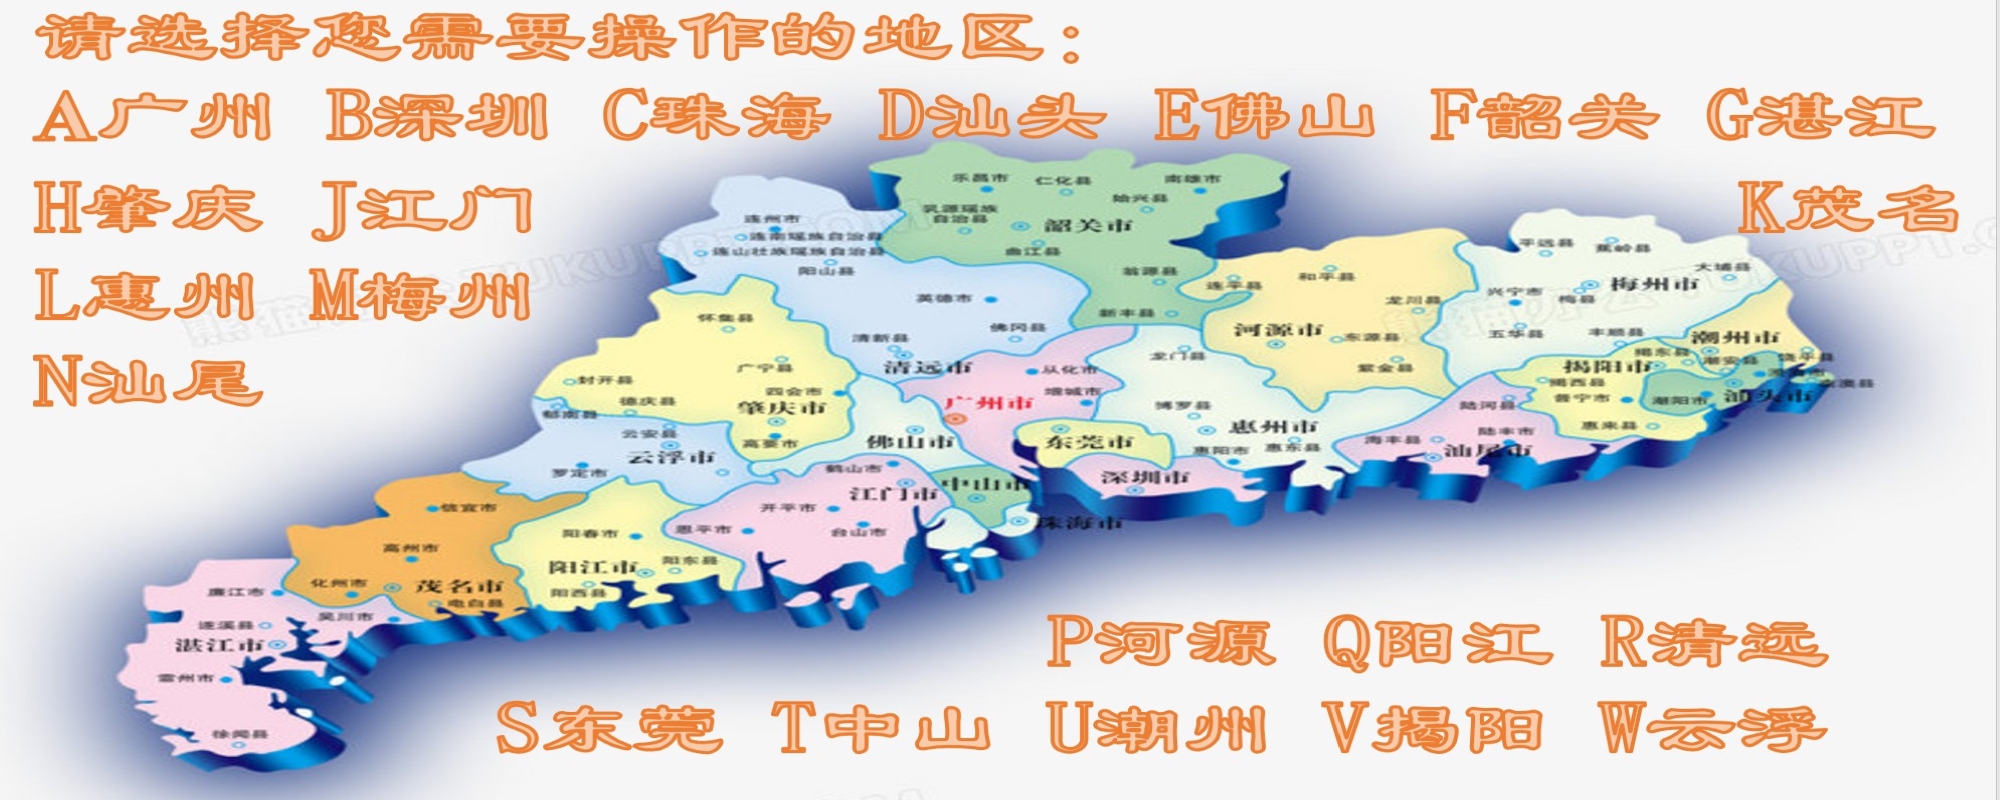 请选择您需要操作的地区：
A广州 B深圳 C珠海 D汕头 E佛山 F韶关 G湛江
H肇庆 J江门 K茂名
L惠州 M梅州
N汕尾
P河源 Q阳江 R清远
S东莞 T中山 U潮州 V揭阳 W云浮
乐昌市 仁化县 南雄市
始兴县
乳源瑶族
自治县
韶关市
曲江县
翁源县
新丰县
连州市
连南瑶族自治县
连山壮族瑶族自治县
阳山县
英德市
佛冈县
清新县
清远市
连平县 和平县
龙川县
河源市 东源县
紫金县
平远县 蕉岭县
大埔县
梅州市
兴宁市 梅县
五华县 丰顺县
潮州市
潮安县 饶平县
揭东县
揭阳市
揭西县
普宁市
惠来县
潮阳市 汕头市
南澳县
怀集县
广宁县
封开县
四会市
德庆县
肇庆市
高要市
郁南县
云安县
云浮市
罗定市
从化市
增城市
广州市
佛山市
龙门县
博罗县
惠州市
惠阳市 惠东县
东莞市
深圳市
陆河县
海丰县 陆丰市
汕尾市
鹤山市
江门市
开平市
恩平市
台山市
中山市
珠海市
信宜市
高州市
化州市
茂名市
电白县
阳春市
阳江市
阳东县
阳西县
廉江市
吴川市
遂溪县
湛江市
雷州市
徐闻县